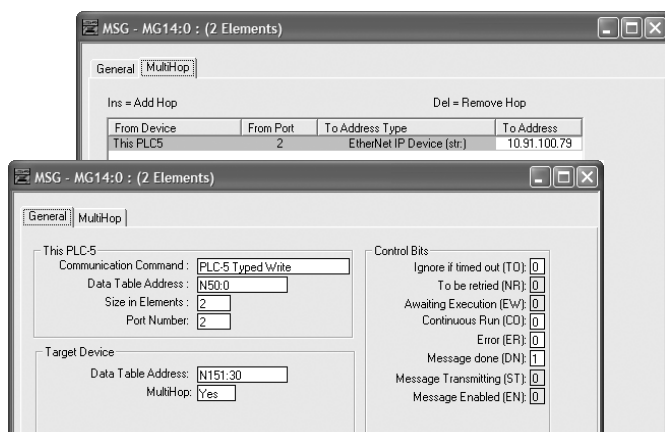 MSG - MG14:0 : (2 Elements)
General MultiHop
Ins = Add Hop Del = Remove Hop
From Device From Port To Address Type To Address
This PLC5 2 EtherNet IP Device (str:) 10.91.100.79
MSG - MG14:0 : (2 Elements)
General MultiHop
This PLC-5
Communication Command : PLC-5 Typed Write
Data Table Address : N50:0
Size in Elements : 2
Port Number: 2
Target Device
Data Table Address: N151:30
MultiHop: Yes
Control Bits
Ignore if timed out (TO): 0
To be retried (NR): 0
Awaiting Execution (EW): 0
Continuous Run (CO): 0
Error (ER): 0
Message done (DN): 1
Message Transmitting (ST): 0
Message Enabled (EN): 0